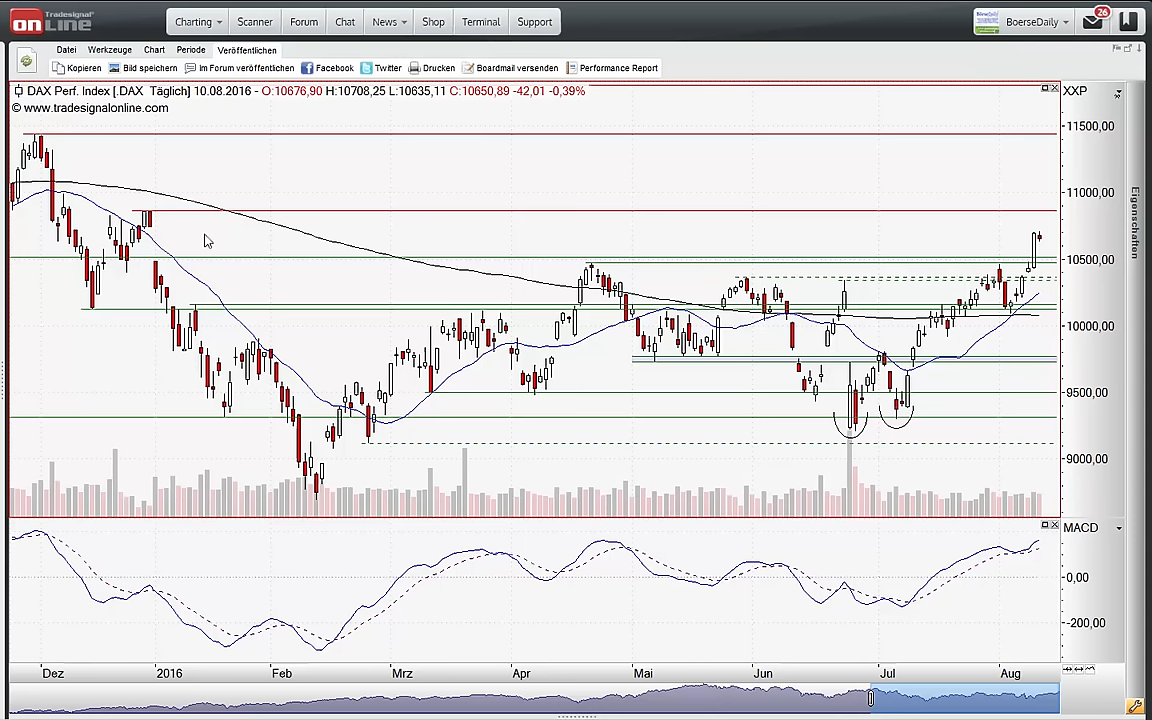 Tradesignal®
onLine
Charting Scanner Forum Chat News Shop Terminal Support
BoerseDaily 26
Datei Werkzeuge Chart Periode Veröffentlichen
Kopieren Bild speichern Im Forum veröffentlichen Facebook Twitter Drucken Boardmail versenden Performance Report
DAX Perf. Index [.DAX Täglich] 10.08.2016 - O:10676,90 H:10708,25 L:10635,11 C:10650,89 -42,01 -0,39%
XXP
© www.tradesignalonline.com
11500,00
11000,00
Eigenschaften
10500,00
10000,00
9500,00
9000,00
MACD
0,00
-200,00
Dez 2016 Feb Mrz Apr Mai Jun Jul Aug